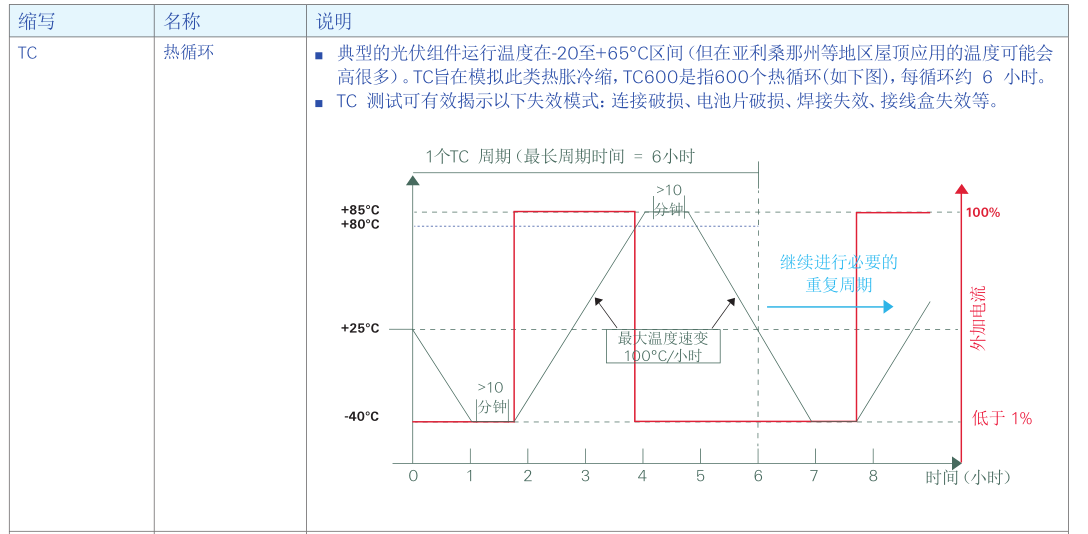 缩写 名称 说明
TC 热循环 ■ 典型的光伏组件运行温度在-20至+65°C区间(但在亚利桑那州等地区屋顶应用的温度可能会
高很多)。TC旨在模拟此类热胀冷缩,TC600是指600个热循环(如下图),每循环约 6 小时。
■ TC 测试可有效揭示以下失效模式:连接破损、电池片破损、焊接失效、接线盒失效等。
1个TC 周期(最长周期时间 = 6小时
>10
分钟
+85°C
100%
+80°C
继续进行必要的
重复周期
外加电流
+25°C
最大温度速变
100°C/小时
>10
分钟
-40°C
低于 1%
0 1 2 3 4 5 6 7 8
时间(小时)